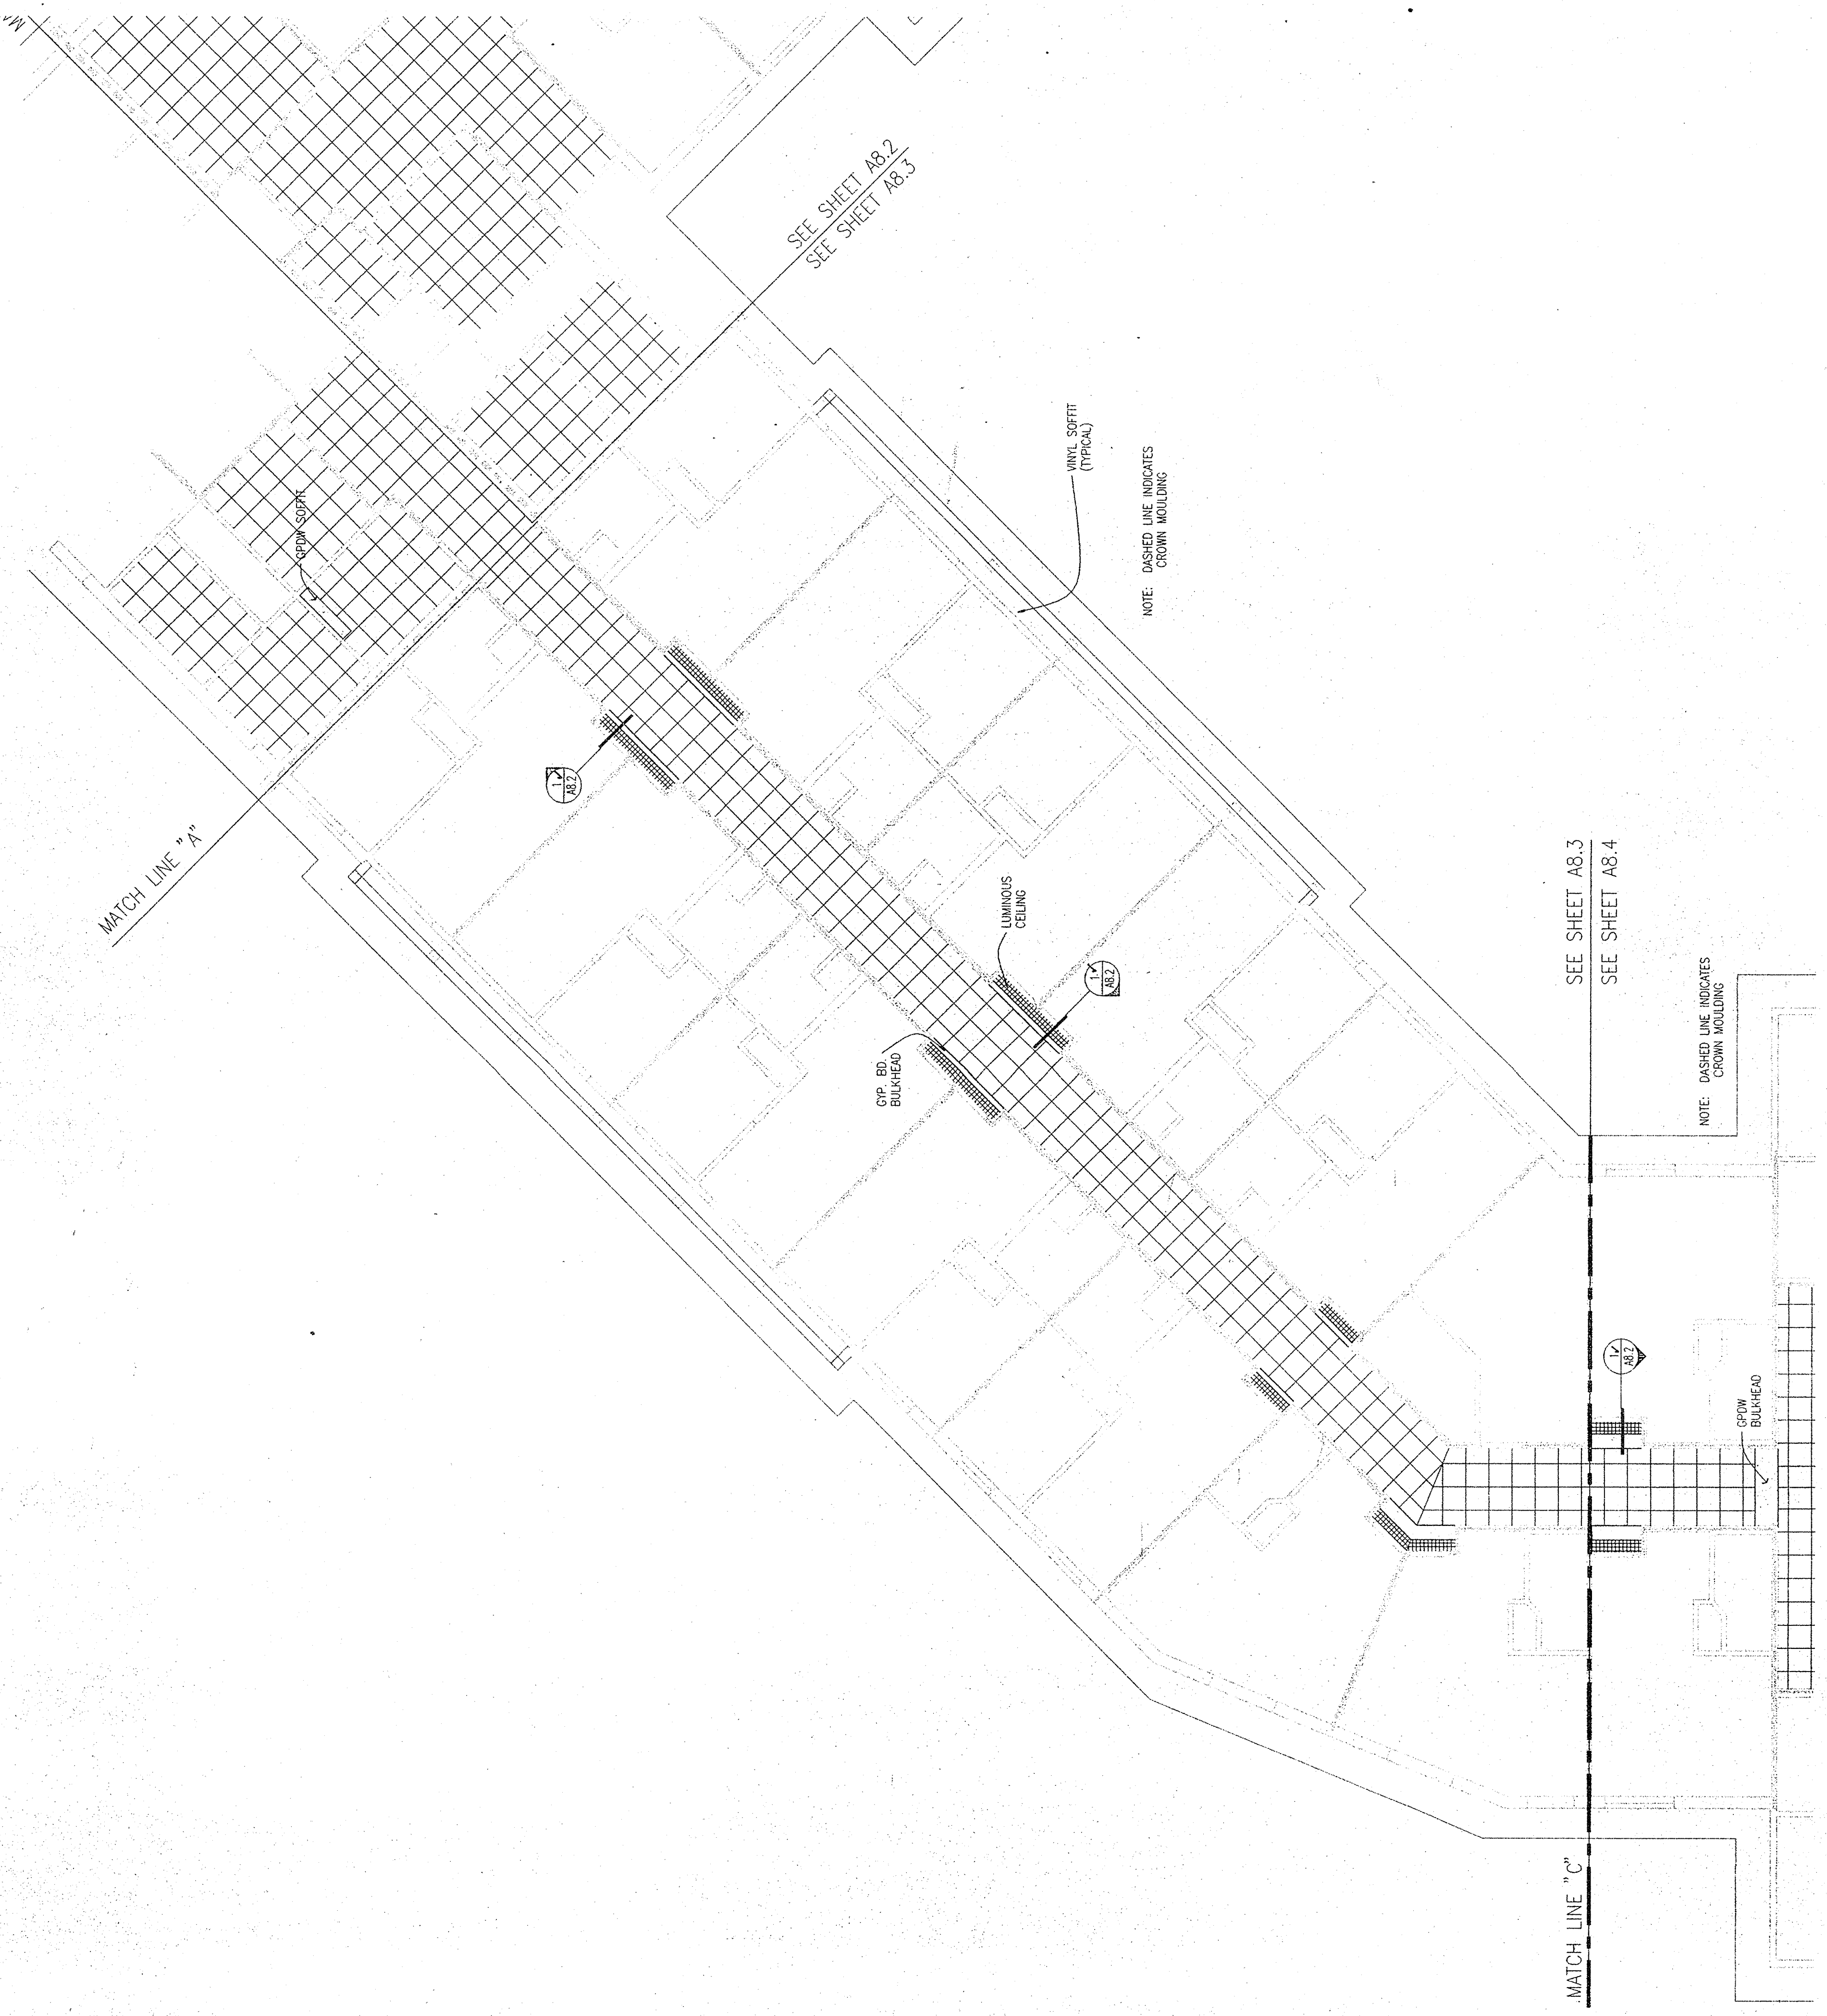 SEE SHEET A8.2
SEE SHEET A8.3
GPDW SOFFIT
VINYL SOFFIT
(TYPICAL)
NOTE: DASHED LINE INDICATES
CROWN MOULDING
1
A8.2
MATCH LINE "A"
LUMINOUS
CEILING
1
A8.2
GYP. BD.
BULKHEAD
SEE SHEET A8.3
SEE SHEET A8.4
NOTE: DASHED LINE INDICATES
CROWN MOULDING
1
A8.2
GPDW
BULKHEAD
MATCH LINE "C"